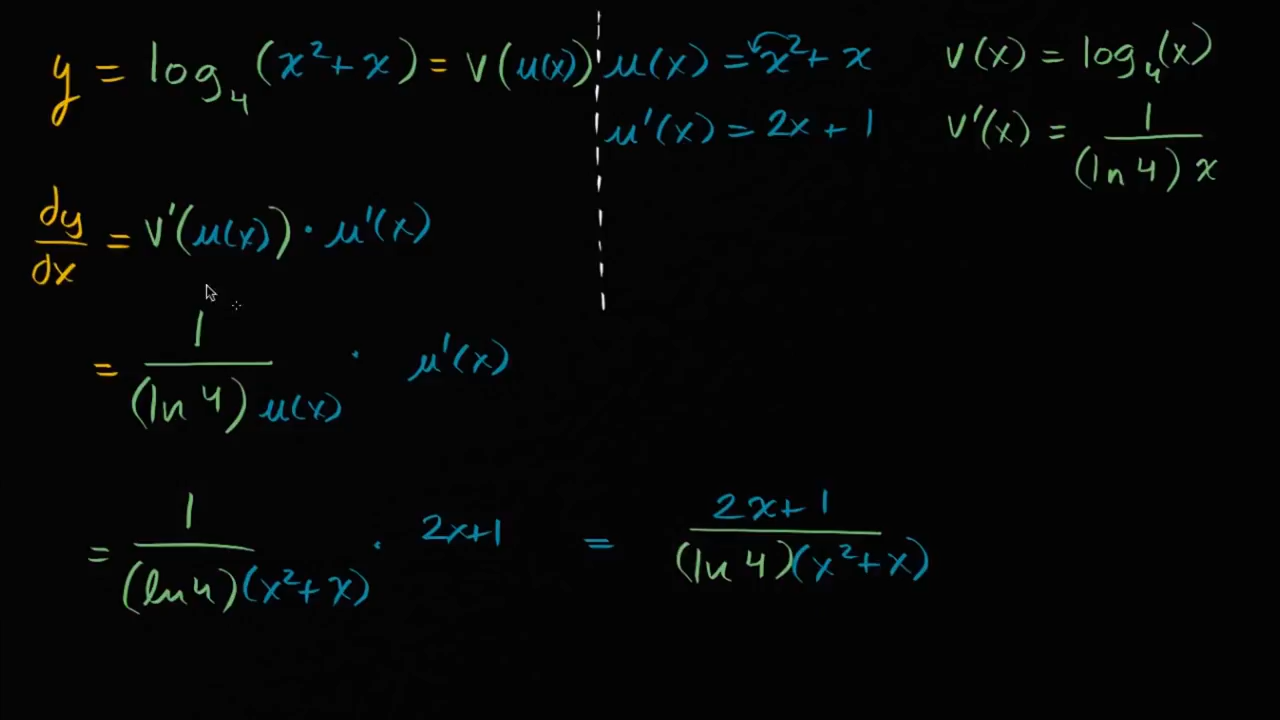 y = log₄(x²+x) = v(u(x))
u(x) = x²+ x
u'(x) = 2x + 1
v(x) = log₄(x)
v'(x) = 1/((ln 4) x)
dy/dx = v'(u(x)) · u'(x)
= 1/((ln 4) u(x)) · u'(x)
= 1/((ln 4)(x²+ x)) · 2x+1 = 2x+1/((ln 4)(x²+ x))